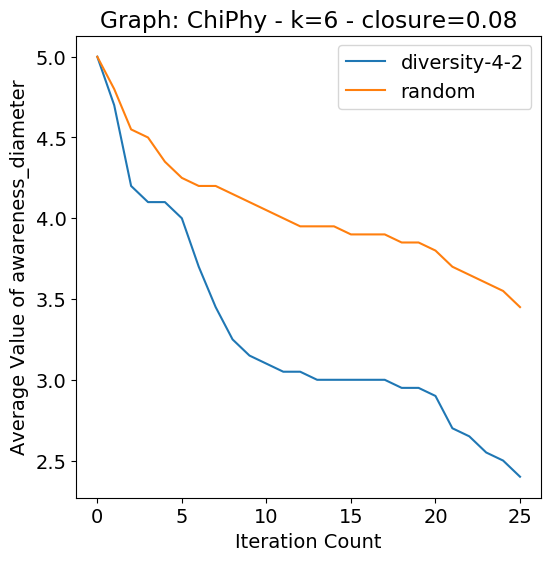 Graph: ChiPhy - k=6 - closure=0.08
diversity-4-2
random
Average Value of awareness_diameter
5.0
4.5
4.0
3.5
3.0
2.5
0 5 10 15 20 25
Iteration Count